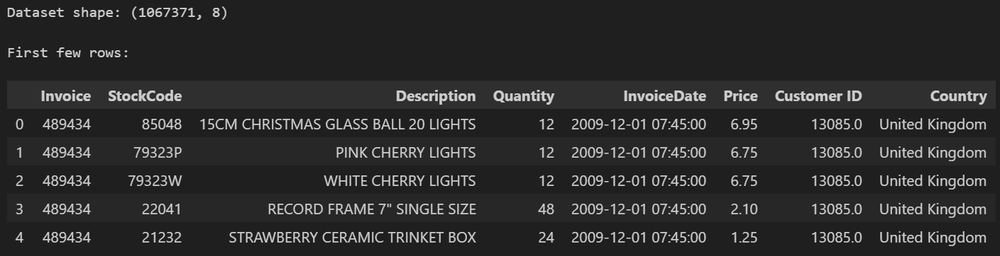 Dataset shape: (1067371, 8)
First few rows:
Invoice StockCode Description Quantity InvoiceDate Price Customer ID Country
0 489434 85048 15CM CHRISTMAS GLASS BALL 20 LIGHTS 12 2009-12-01 07:45:00 6.95 13085.0 United Kingdom
1 489434 79323P PINK CHERRY LIGHTS 12 2009-12-01 07:45:00 6.75 13085.0 United Kingdom
2 489434 79323W WHITE CHERRY LIGHTS 12 2009-12-01 07:45:00 6.75 13085.0 United Kingdom
3 489434 22041 RECORD FRAME 7" SINGLE SIZE 48 2009-12-01 07:45:00 2.10 13085.0 United Kingdom
4 489434 21232 STRAWBERRY CERAMIC TRINKET BOX 24 2009-12-01 07:45:00 1.25 13085.0 United Kingdom